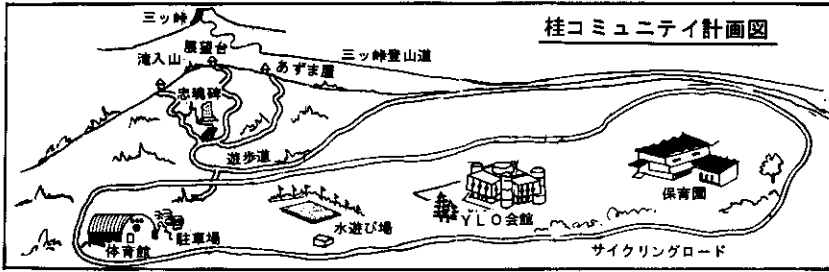 桂コミュニテイ計画図
三ッ峠
展望台
滝入山
あずま屋
三ッ峠登山道
忠魂碑
遊歩道
保育園
YLO会館
水遊び場
駐車場
体育館
サイクリングロード